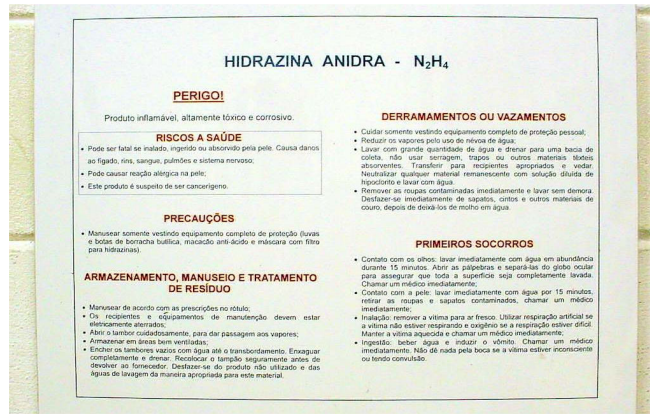 HIDRAZINA ANIDRA - N₂H₄
PERIGO!
Produto inflamável, altamente tóxico e corrosivo.
RISCOS A SAÚDE
• Pode ser fatal se inalado, ingerido ou absorvido pela pele. Causa danos
ao fígado, rins, sangue, pulmões e sistema nervoso;
• Pode causar reação alérgica na pele;
• Este produto é suspeito de ser cancerígeno.
PRECAUÇÕES
• Manusear somente vestindo equipamento completo de proteção (luvas
e botas de borracha butílica, macacão anti-ácido e máscara com filtro
para hidrazinas).
ARMAZENAMENTO, MANUSEIO E TRATAMENTO
DE RESÍDUO
• Manusear de acordo com as prescrições no rótulo;
• Os recipientes e equipamentos de manutenção devem estar
eletricamente aterrados;
• Abrir o tambor cuidadosamente, para dar passagem aos vapores;
• Armazenar em áreas bem ventiladas;
• Encher os tambores vazios com água até o transbordamento. Enxaguar
completamente e drenar. Recolocar o tampão seguramente antes de
devolver ao fornecedor. Desfazer-se do produto não utilizado e das
águas de lavagem da maneira apropriada para este material.
DERRAMAMENTOS OU VAZAMENTOS
• Cuidar somente vestindo equipamento completo de proteção pessoal;
• Reduzir os vapores pelo uso de névoa de água;
• Lavar com grande quantidade de água e drenar para uma bacia de
coleta, não usar serragem, trapos ou outros materiais têxteis
absorventes. Transferir para recipientes apropriados e vedar.
Neutralizar qualquer material remanescente com solução diluída de
hipoclorito e lavar com água.
• Remover as roupas contaminadas imediatamente e lavar sem demora.
Desfazer-se imediatamente de sapatos, cintos e outros materiais de
couro, depois de deixá-los de molho em água.
PRIMEIROS SOCORROS
• Contato com os olhos: lavar imediatamente com água em abundância
durante 15 minutos. Abrir as pálpebras e separá-las do globo ocular
para assegurar que toda a superfície seja completamente lavada.
Chamar um médico imediatamente;
• Contato com a pele: lavar imediatamente com água por 15 minutos,
retirar as roupas e sapatos contaminados, chamar um médico
imediatamente;
• Inalação: remover a vítima para ar fresco. Utilizar respiração artificial se
a vítima não estiver respirando e oxigênio se a respiração estiver difícil.
Manter a vítima aquecida e chamar um médico imediatamente;
• Ingestão: beber água e induzir o vômito. Chamar um médico
imediatamente. Não dê nada pela boca se a vítima estiver inconsciente
ou tendo convulsão.